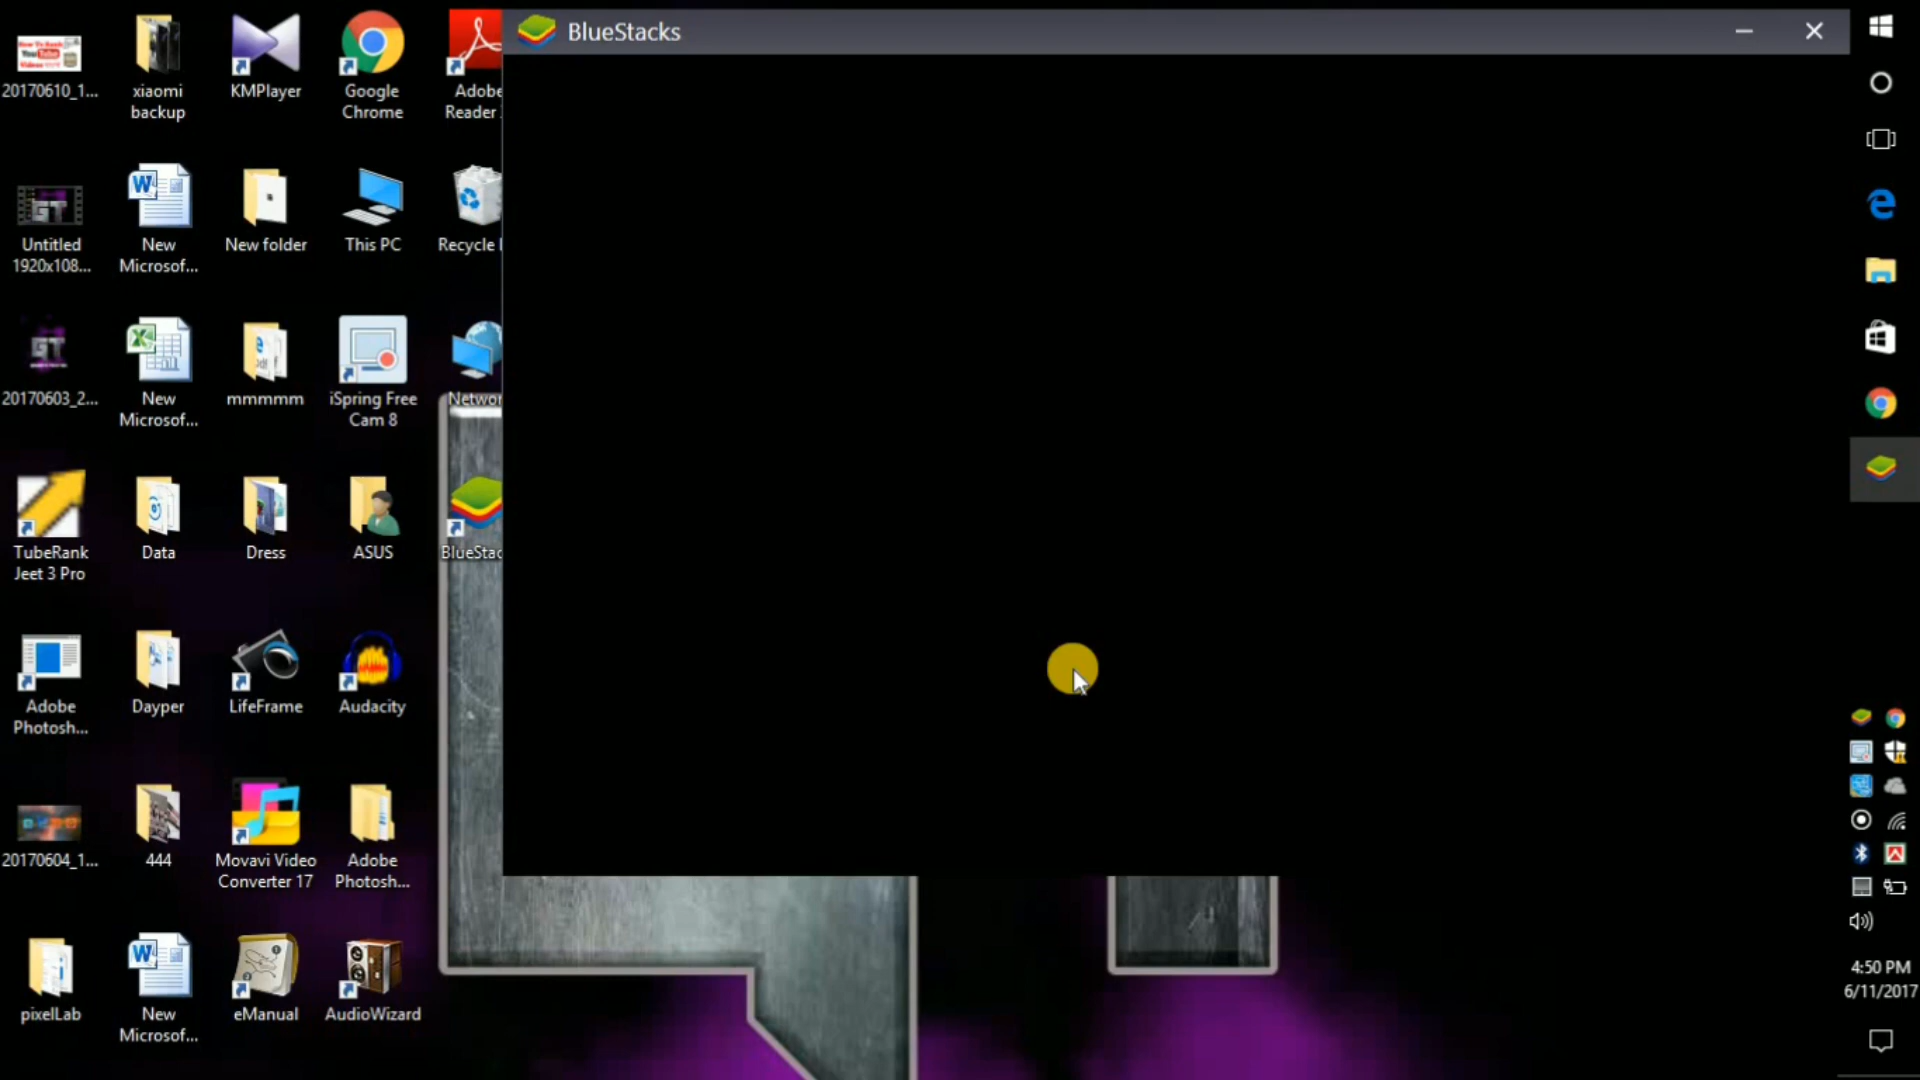 BlueStacks
20170610_1...
xiaomi
backup
KMPlayer
Google
Chrome
Adobe
Reader
Untitled
1920x108...
New
Microsof...
New folder
This PC
Recycle
20170603_2...
New
Microsof...
mmmmm
iSpring Free
Cam 8
Networ
TubeRank
Jeet 3 Pro
Data
Dress
ASUS
BlueStac
Adobe
Photosh...
Dayper
LifeFrame
Audacity
20170604_1...
444
Movavi Video
Converter 17
Adobe
Photosh...
pixelLab
New
Microsof...
eManual
AudioWizard
4:50 PM
6/11/2017